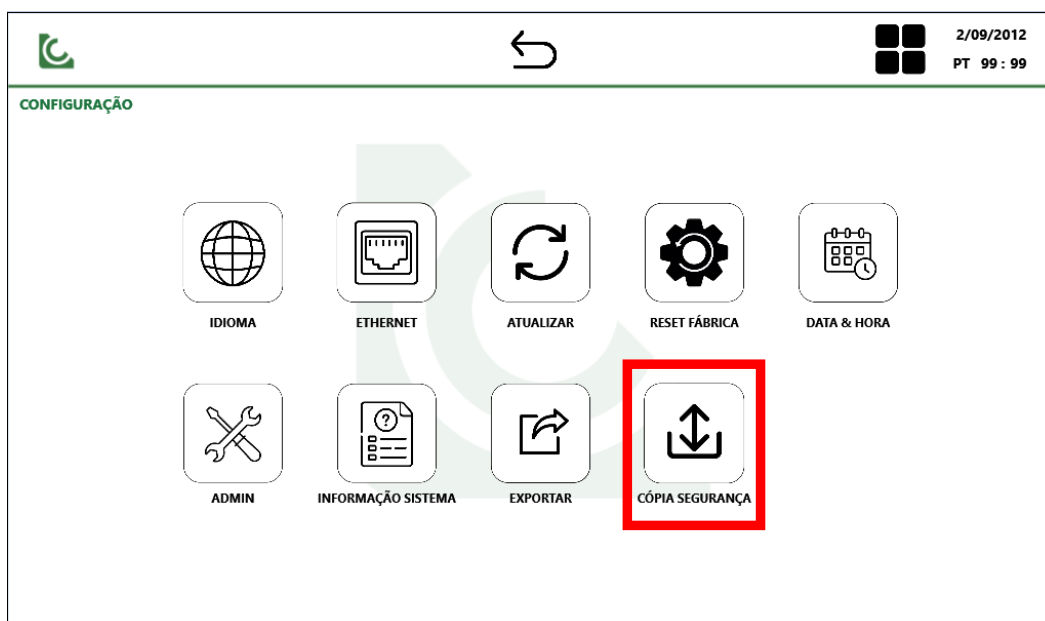 2/09/2012
PT 99 : 99
CONFIGURAÇÃO
IDIOMA
ETHERNET
ATUALIZAR
RESET FÁBRICA
DATA & HORA
ADMIN
INFORMAÇÃO SISTEMA
EXPORTAR
CÓPIA SEGURANÇA